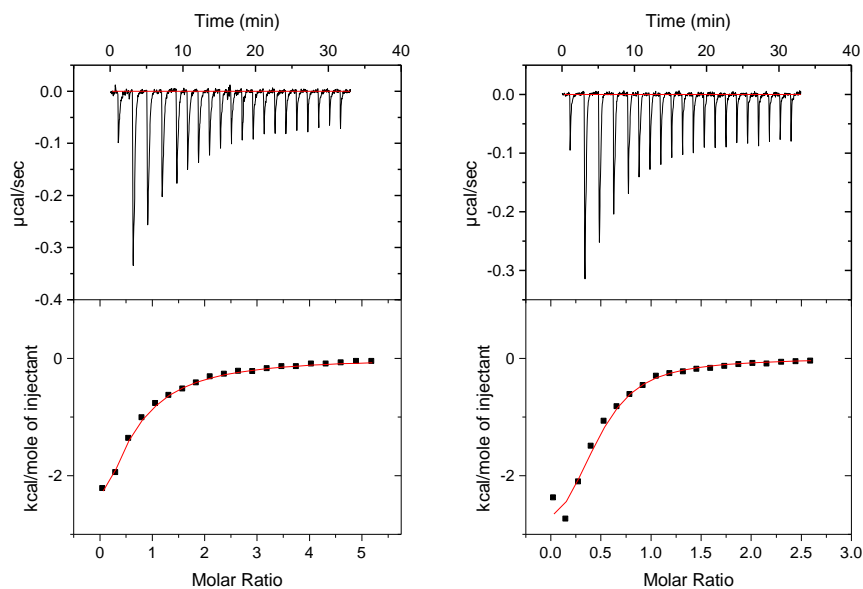 Time (min)
0 10 20 30 40
0.0
-0.1
-0.2
-0.3
-0.4
µcal/sec
0
-2
kcal/mole of injectant
0 1 2 3 4 5
Molar Ratio
Time (min)
0 10 20 30 40
0.0
-0.1
-0.2
-0.3
µcal/sec
0
-2
kcal/mole of injectant
0.0 0.5 1.0 1.5 2.0 2.5 3.0
Molar Ratio